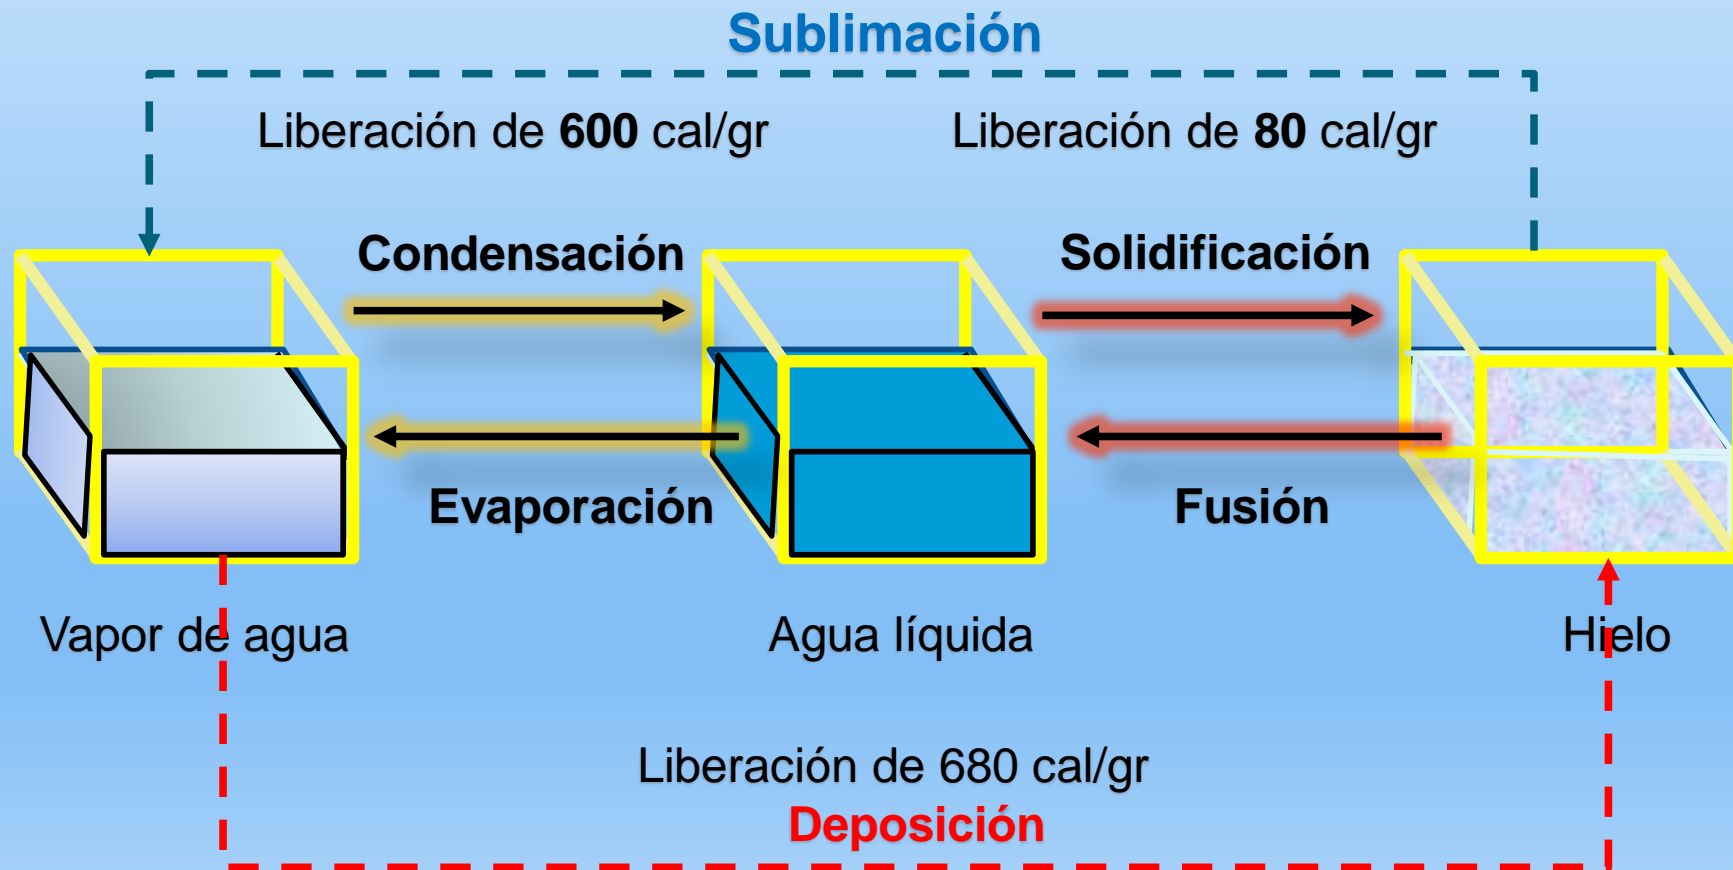 Sublimación
Liberación de 600 cal/gr
Liberación de 80 cal/gr
Condensación
Solidificación
Evaporación
Fusión
Vapor de agua
Agua líquida
Hielo
Liberación de 680 cal/gr
Deposición